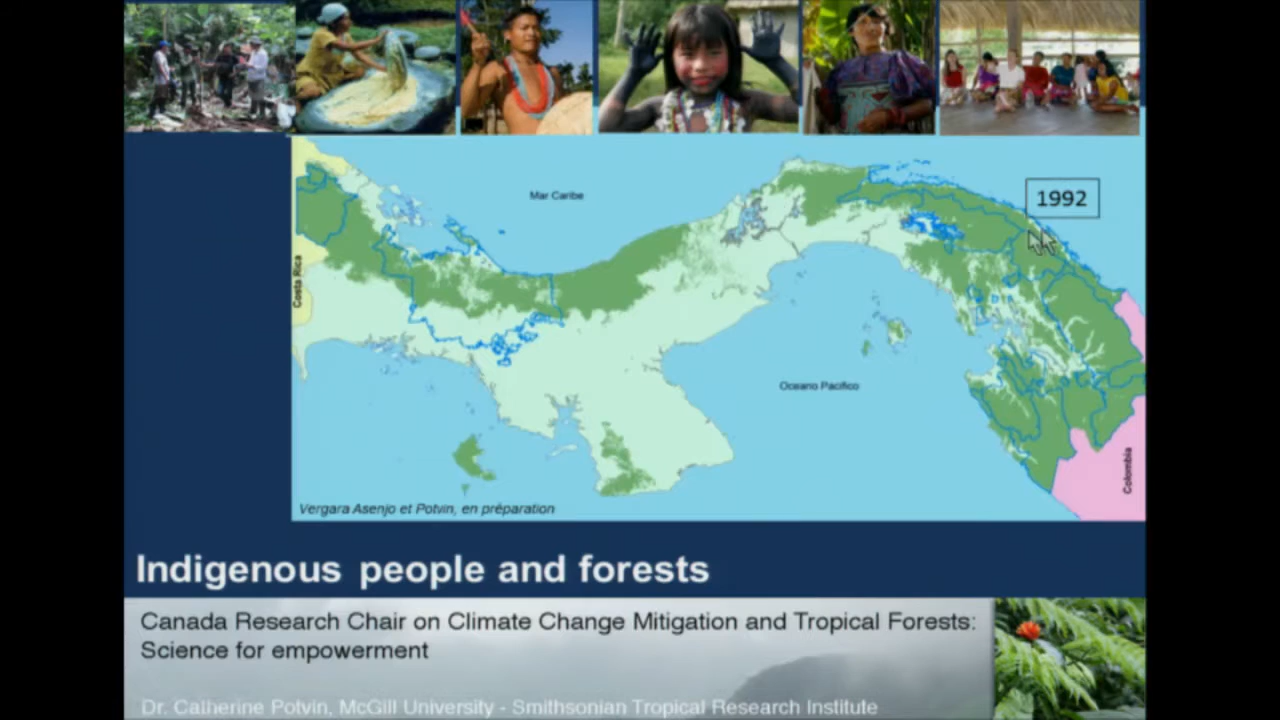 Mar Caribe
1992
Costa Rica
Oceano Pacifico
Colombia
Vergara Asenjo et Potvin, en préparation
Indigenous people and forests
Canada Research Chair on Climate Change Mitigation and Tropical Forests:
Science for empowerment
Dr. Catherine Potvin, McGill University - Smithsonian Tropical Research Institute